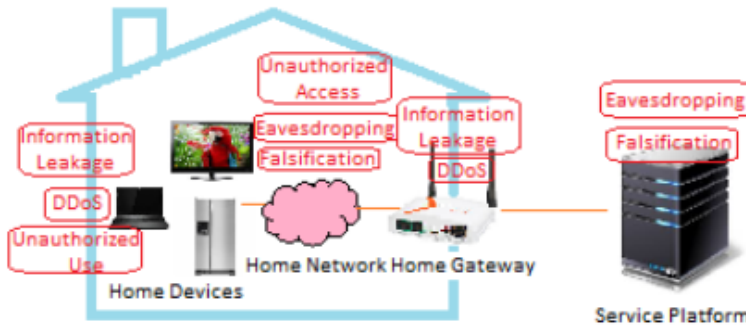 Unauthorized
Access
Eavesdropping
Falsification
Information
Leakage
DDoS
Information
Leakage
DDoS
Unauthorized
Use
Eavesdropping
Falsification
Home Devices
Home Network
Home Gateway
Service Platform